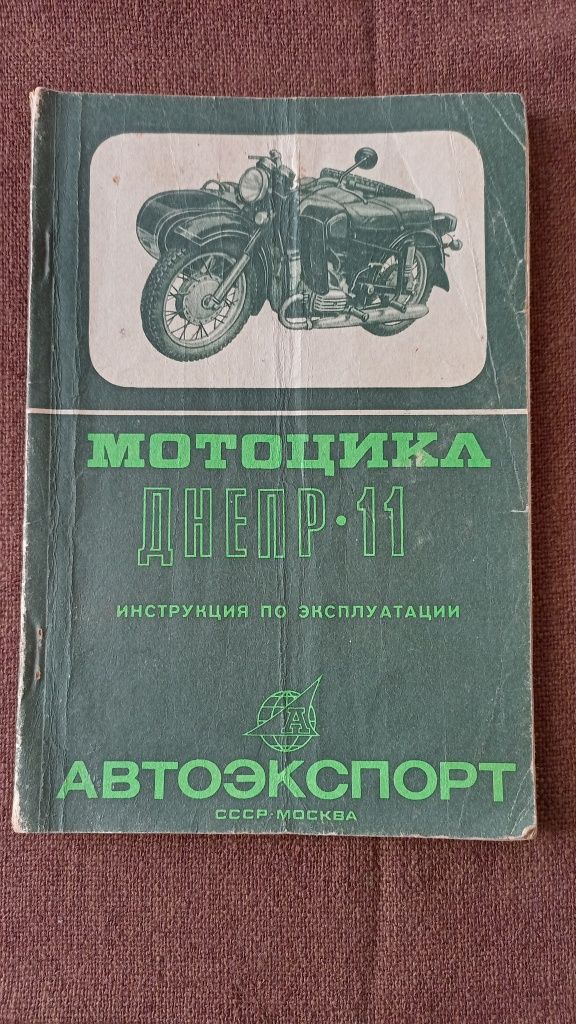 МОТОЦИКЛ
ДНЕПР·11
ИНСТРУКЦИЯ ПО ЭКСПЛУАТАЦИИ
А
АВТОЭКСПОРТ
СССР·МОСКВА